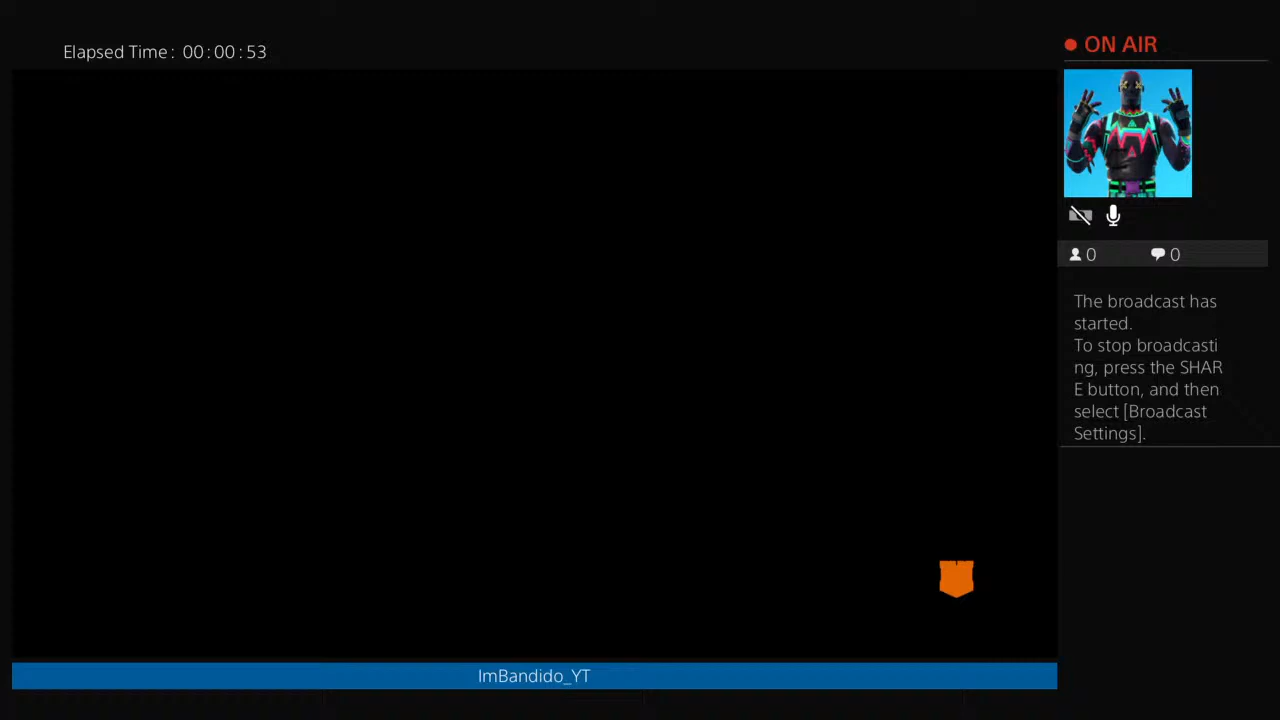 Elapsed Time: 00:00:53
ON AIR
0 0
The broadcast has
started.
To stop broadcasti
ng, press the SHAR
E button, and then
select [Broadcast
Settings].
ImBandido_YT